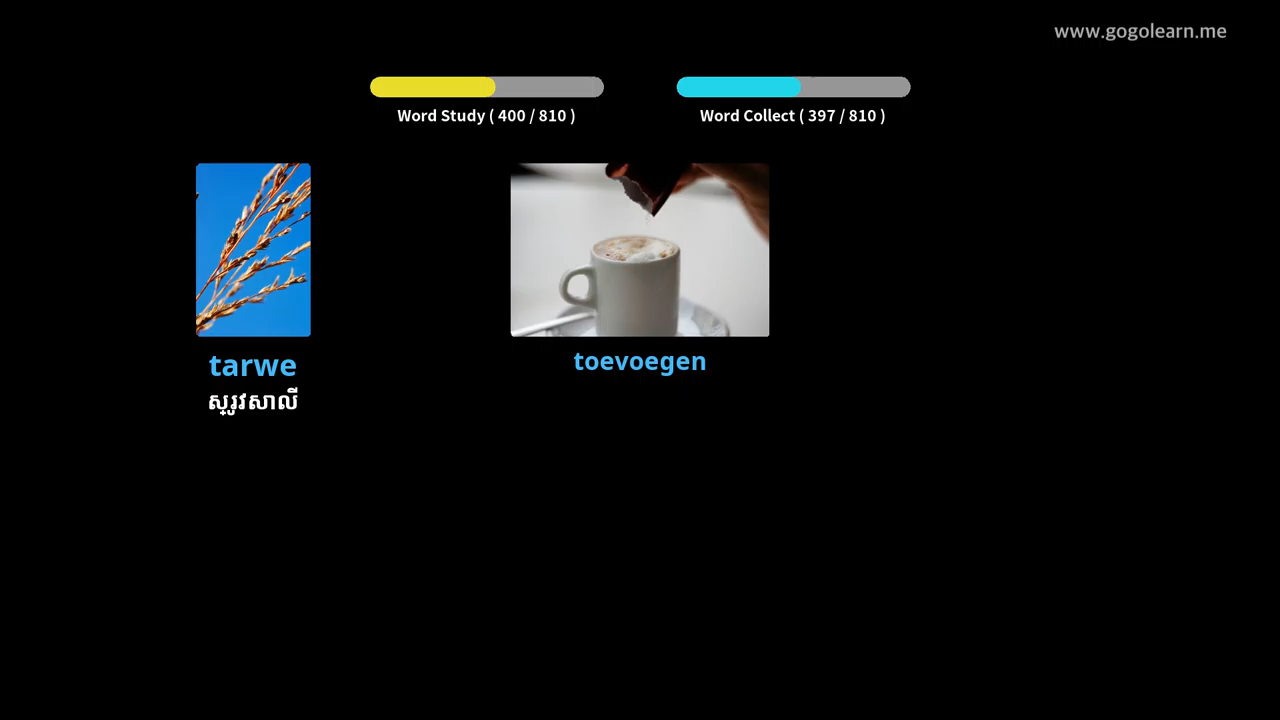 www.gogolearn.me
Word Study ( 400 / 810 )
Word Collect ( 397 / 810 )
tarwe
ស្រូវសាលី
toevoegen